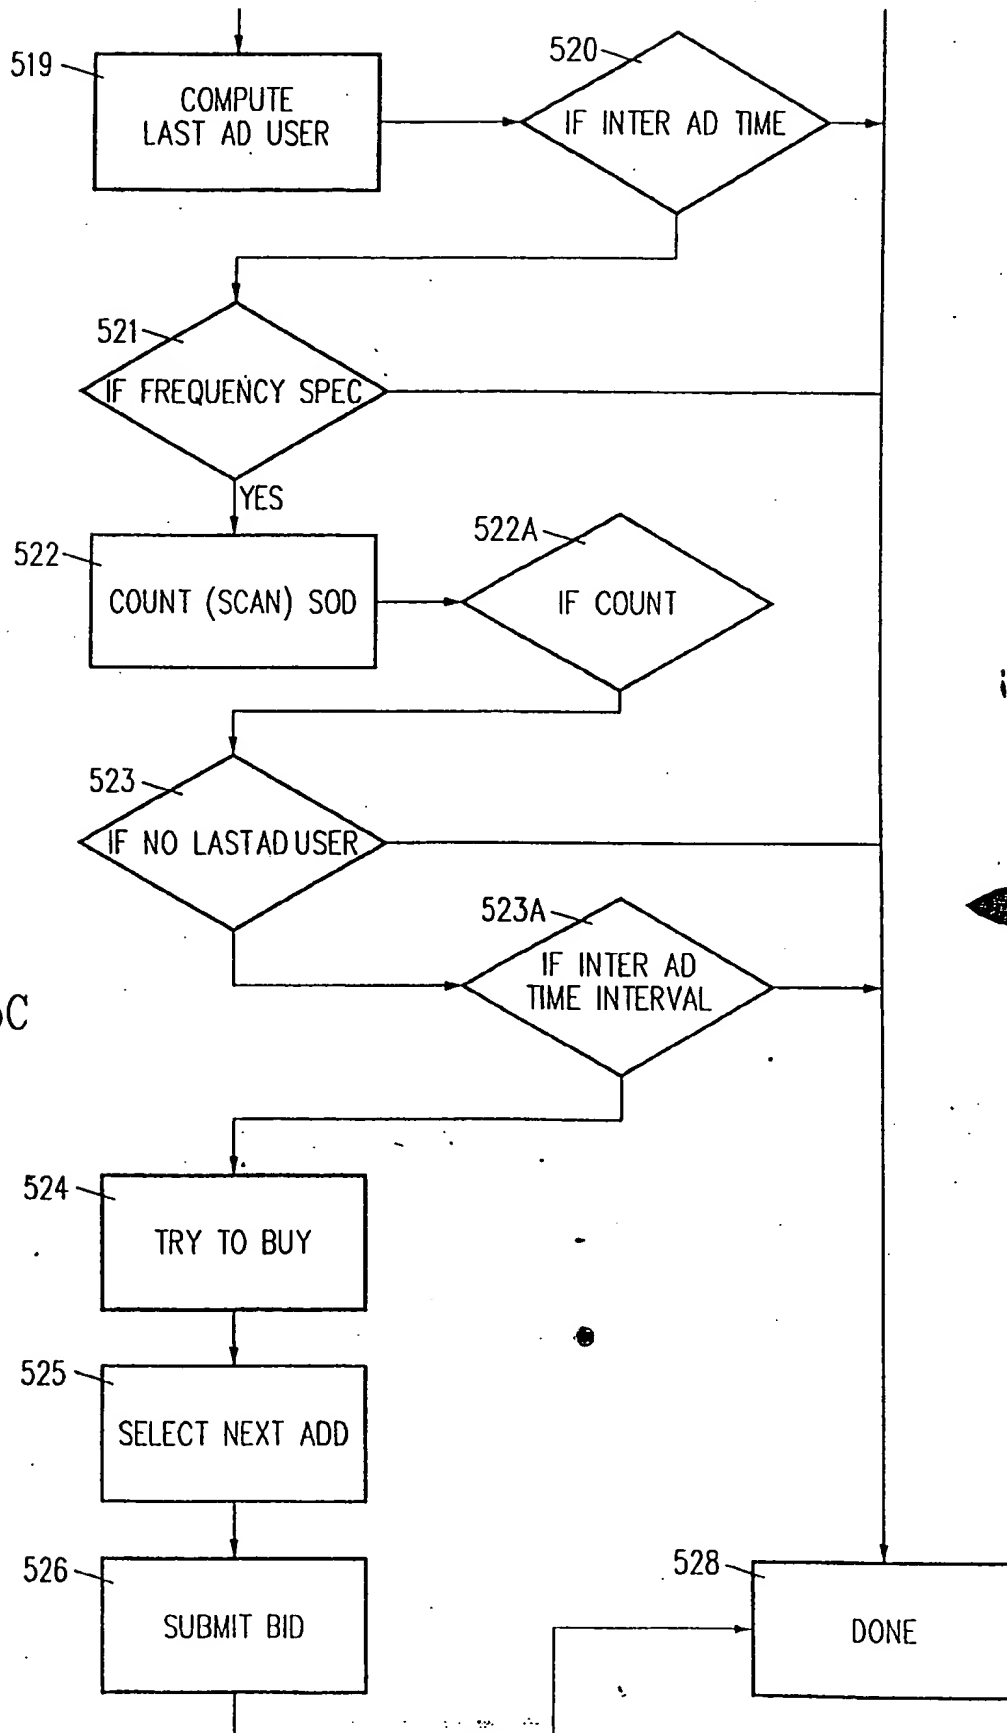 519
COMPUTE
LAST AD USER
520
IF INTER AD TIME
521
IF FREQUENCY SPEC
YES
522
COUNT (SCAN) SOD
522A
IF COUNT
523
IF NO LAST AD USER
523A
IF INTER AD
TIME INTERVAL
524
TRY TO BUY
525
SELECT NEXT ADD
526
SUBMIT BID
528
DONE